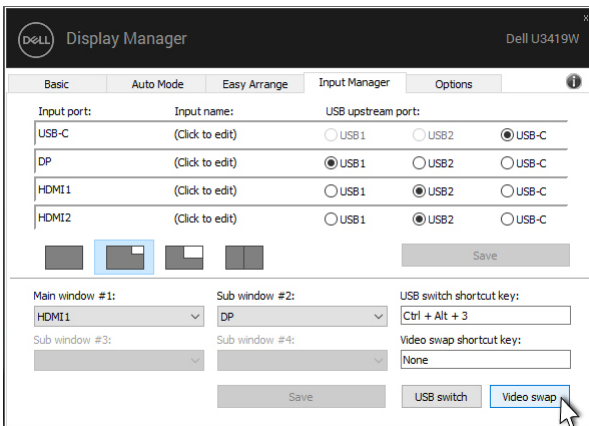 DELL Display Manager Dell U3419W
Basic Auto Mode Easy Arrange Input Manager Options
Input port: Input name: USB upstream port:
USB-C (Click to edit) USB1 USB2 USB-C
DP (Click to edit) USB1 USB2 USB-C
HDMI1 (Click to edit) USB1 USB2 USB-C
HDMI2 (Click to edit) USB1 USB2 USB-C
Save
Main window #1: Sub window #2: USB switch shortcut key:
HDMI1 DP Ctrl + Alt + 3
Sub window #3: Sub window #4: Video swap shortcut key:
None
Save USB switch Video swap